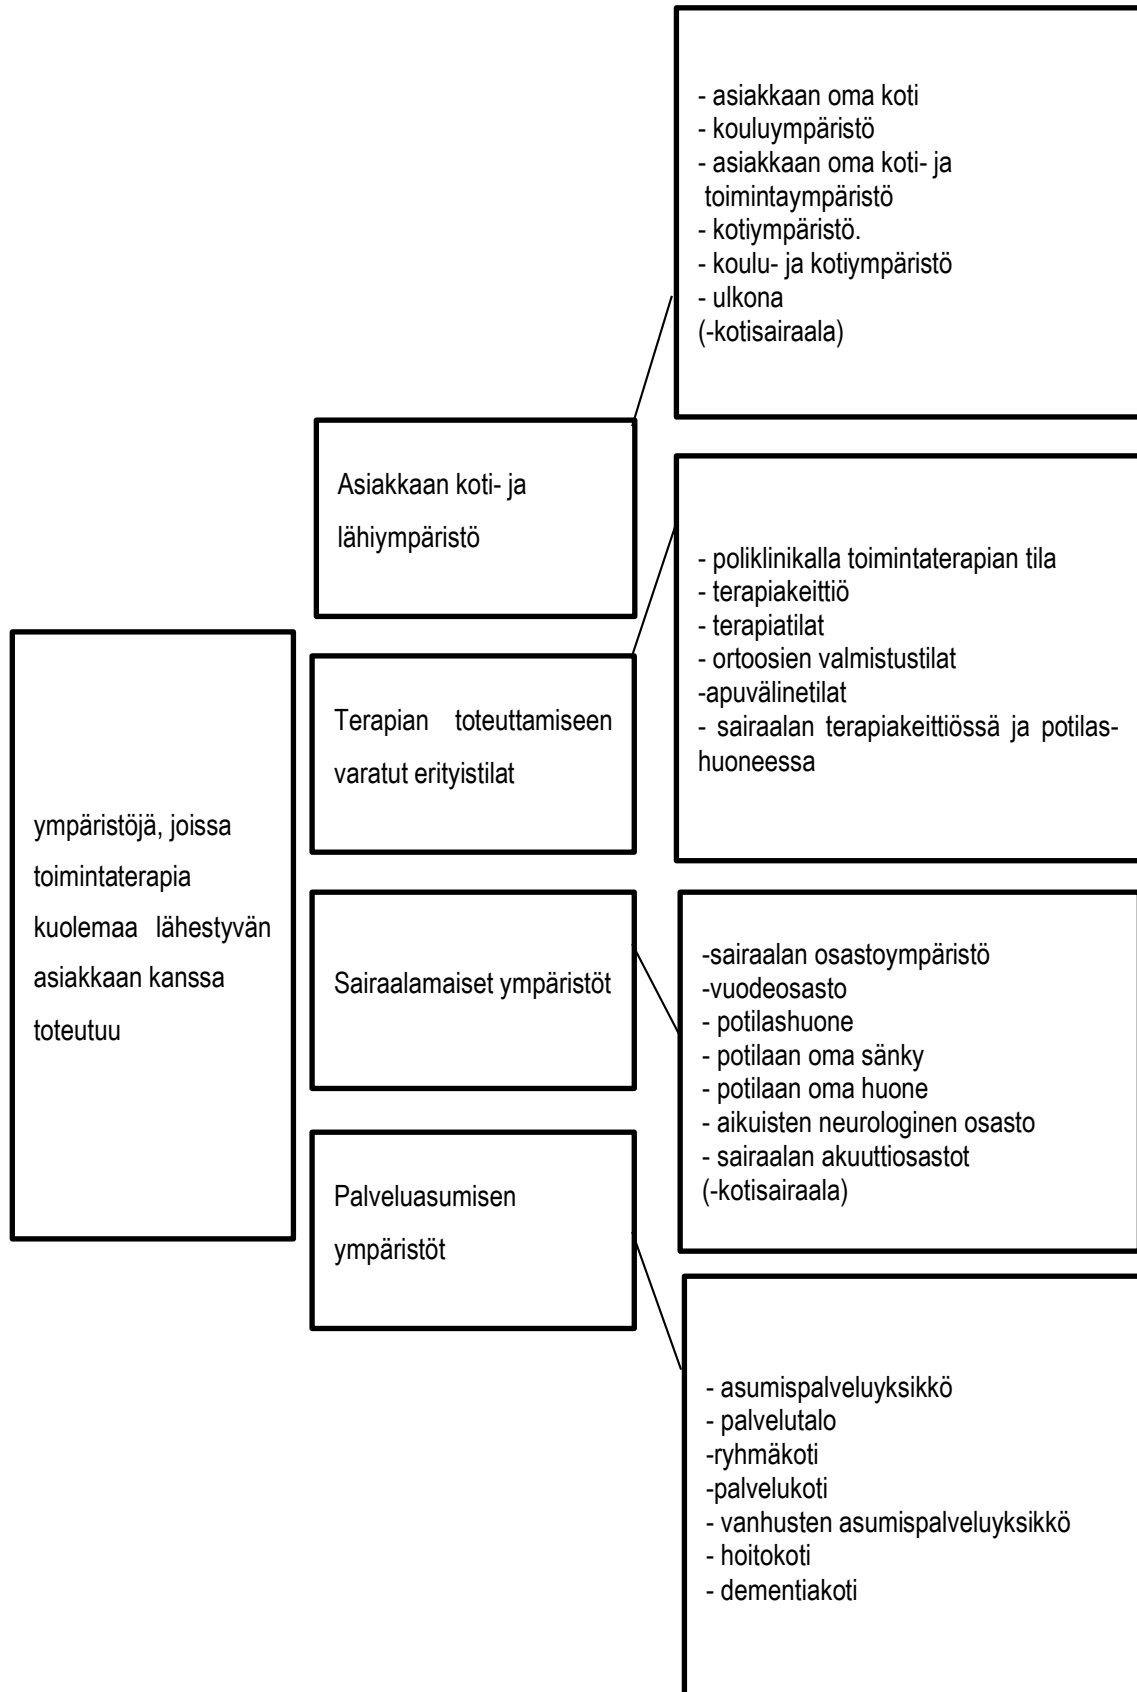 ympäristöjä, joissa
toimintaterapia
kuolemaa lähestyvän
asiakkaan kanssa
toteutuu
Asiakkaan koti- ja
lähiympäristö
- asiakkaan oma koti
- kouluympäristö
- asiakkaan oma koti- ja
toimintaympäristö
- kotiympäristö.
- koulu- ja kotiympäristö
- ulkona
(-kotisairaala)
Terapian toteuttamiseen
varatut erityistilat
- poliklinikalla toimintaterapian tila
- terapiakeittiö
- terapiatilat
- ortoosien valmistustilat
-apuvälinetilat
- sairaalan terapiakeittiössä ja potilas-
huoneessa
Sairaalamaiset ympäristöt
-sairaalan osastoympäristö
-vuodeosasto
- potilashuone
- potilaan oma sänky
- potilaan oma huone
- aikuisten neurologinen osasto
- sairaalan akuuttiosastot
(-kotisairaala)
Palveluasumisen
ympäristöt
- asumispalveluyksikkö
- palvelutalo
-ryhmäkoti
-palvelukoti
- vanhusten asumispalveluyksikkö
- hoitokoti
- dementiakoti